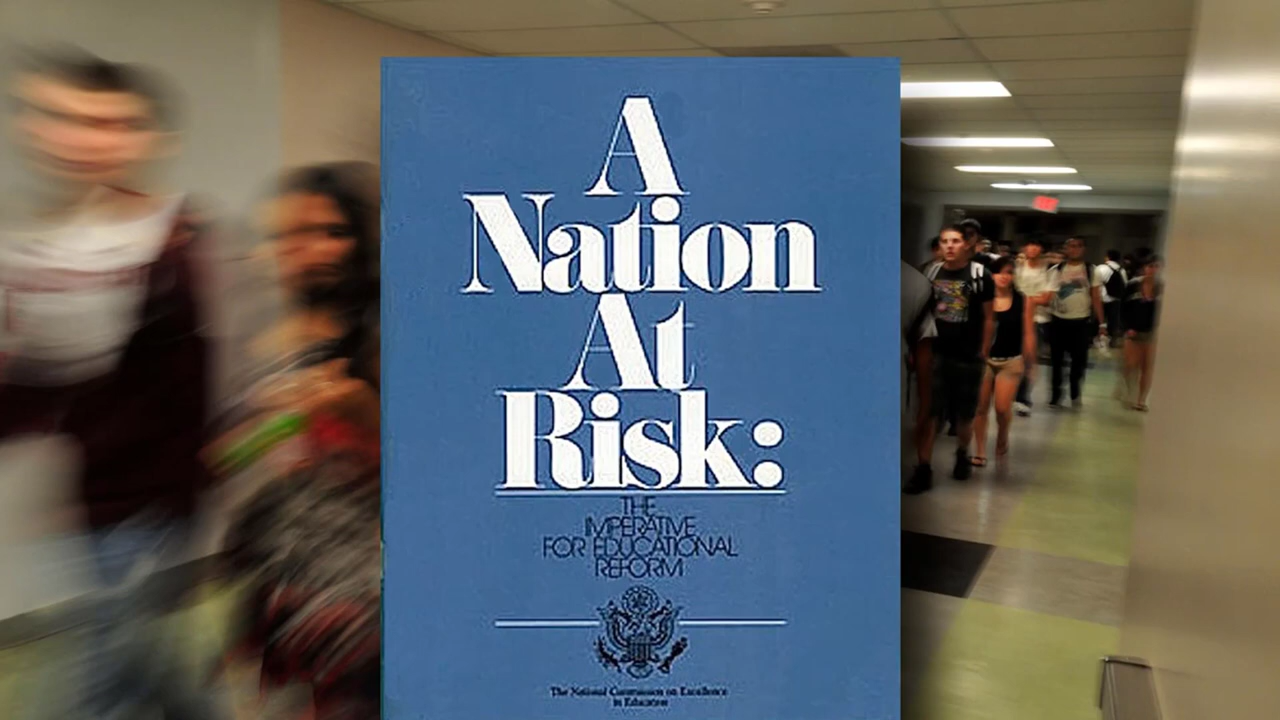 A
Nation
At
Risk:
THE
IMPERATIVE
FOR EDUCATIONAL
REFORM
The National Commission on Excellence
in Education